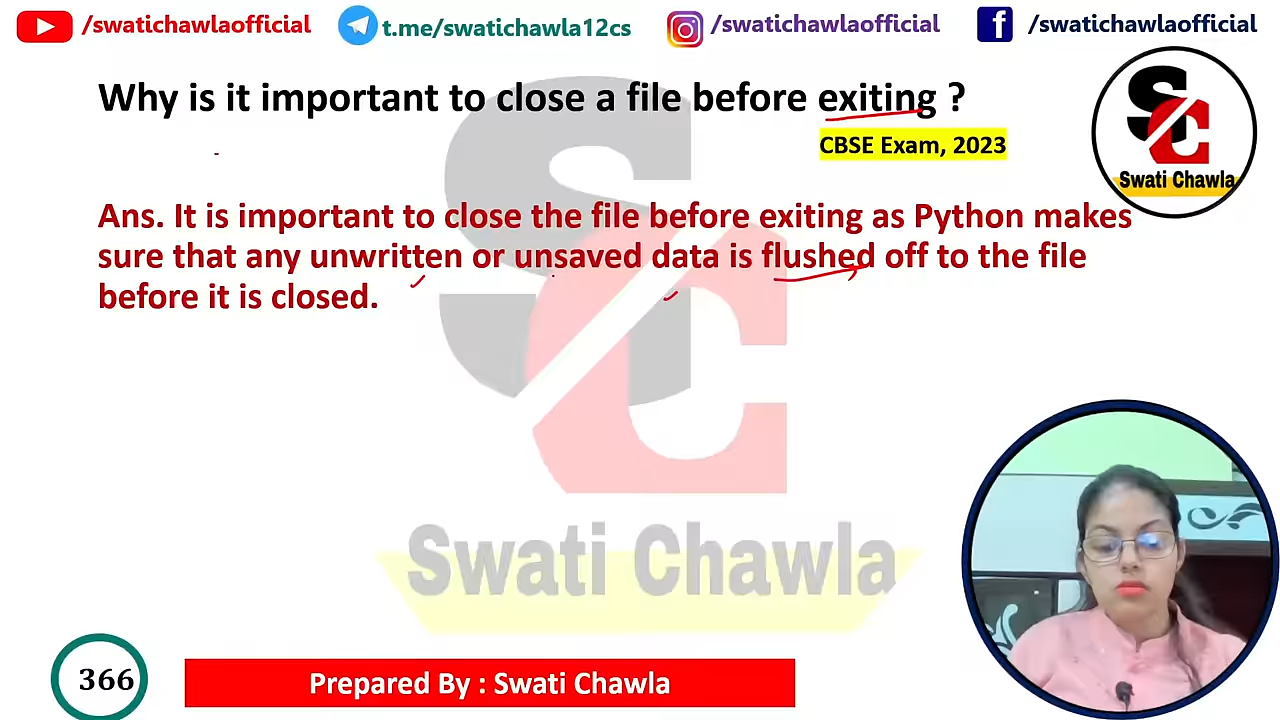 /swatichawlaofficial
t.me/swatichawla12cs
/swatichawlaofficial
/swatichawlaofficial
Why is it important to close a file before exiting ?
CBSE Exam, 2023
SC
Swati Chawla
Ans. It is important to close the file before exiting as Python makes
sure that any unwritten or unsaved data is flushed off to the file
before it is closed.
SC
Swati Chawla
366
Prepared By : Swati Chawla